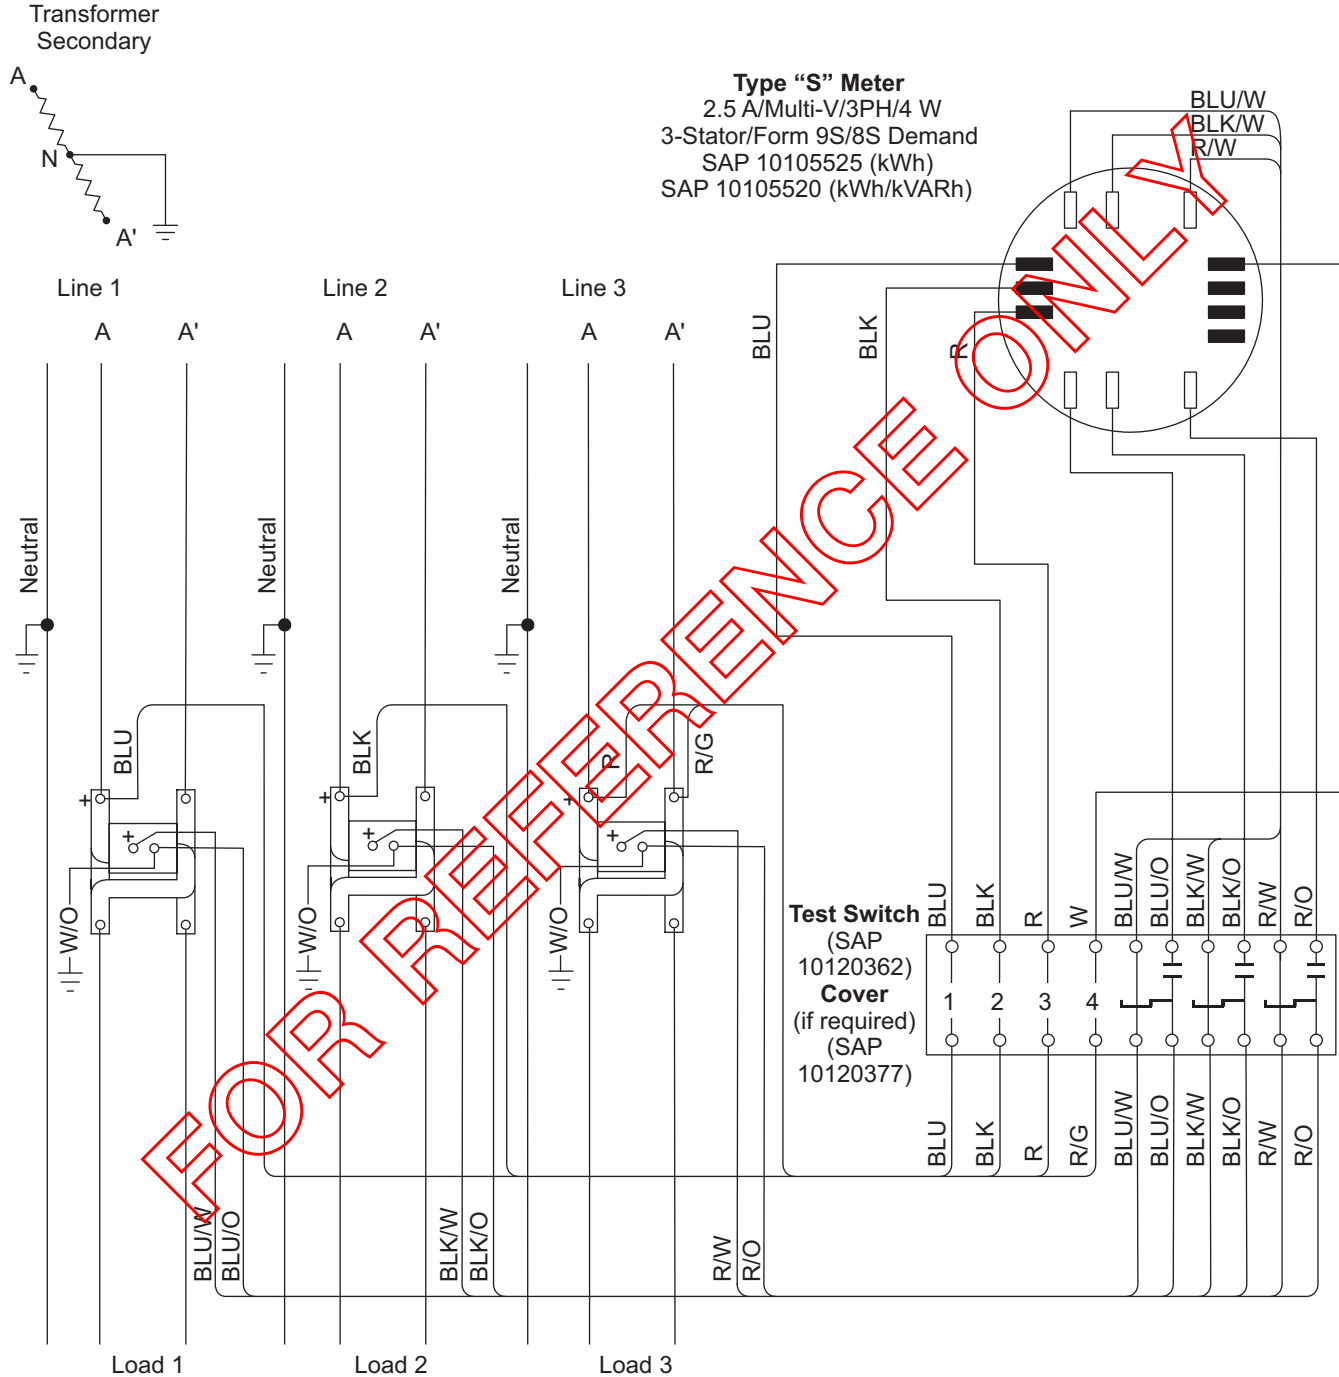 Transformer
Secondary
A
N
A'
Type “S” Meter
2.5 A/Multi-V/3PH/4 W
3-Stator/Form 9S/8S Demand
SAP 10105525 (kWh)
SAP 10105520 (kWh/kVARh)
BLU/W
BLK/W
R/W
Line 1
Line 2
Line 3
A A'
A A'
A A'
BLU
BLK
R
Neutral
Neutral
Neutral
FOR REFERENCE ONLY
BLU
BLK
R
R/G
+
+
+
+
+
+
W/O
W/O
W/O
Test Switch
(SAP
10120362)
Cover
(if required)
(SAP
10120377)
BLU
BLK
R
W
BLU/W
BLU/O
BLK/W
BLK/O
R/W
R/O
1 2 3 4
BLU
BLK
R
R/G
BLU/W
BLU/O
BLK/W
BLK/O
R/W
R/O
BLU/W
BLU/O
BLK/W
BLK/O
R/W
R/O
Load 1
Load 2
Load 3